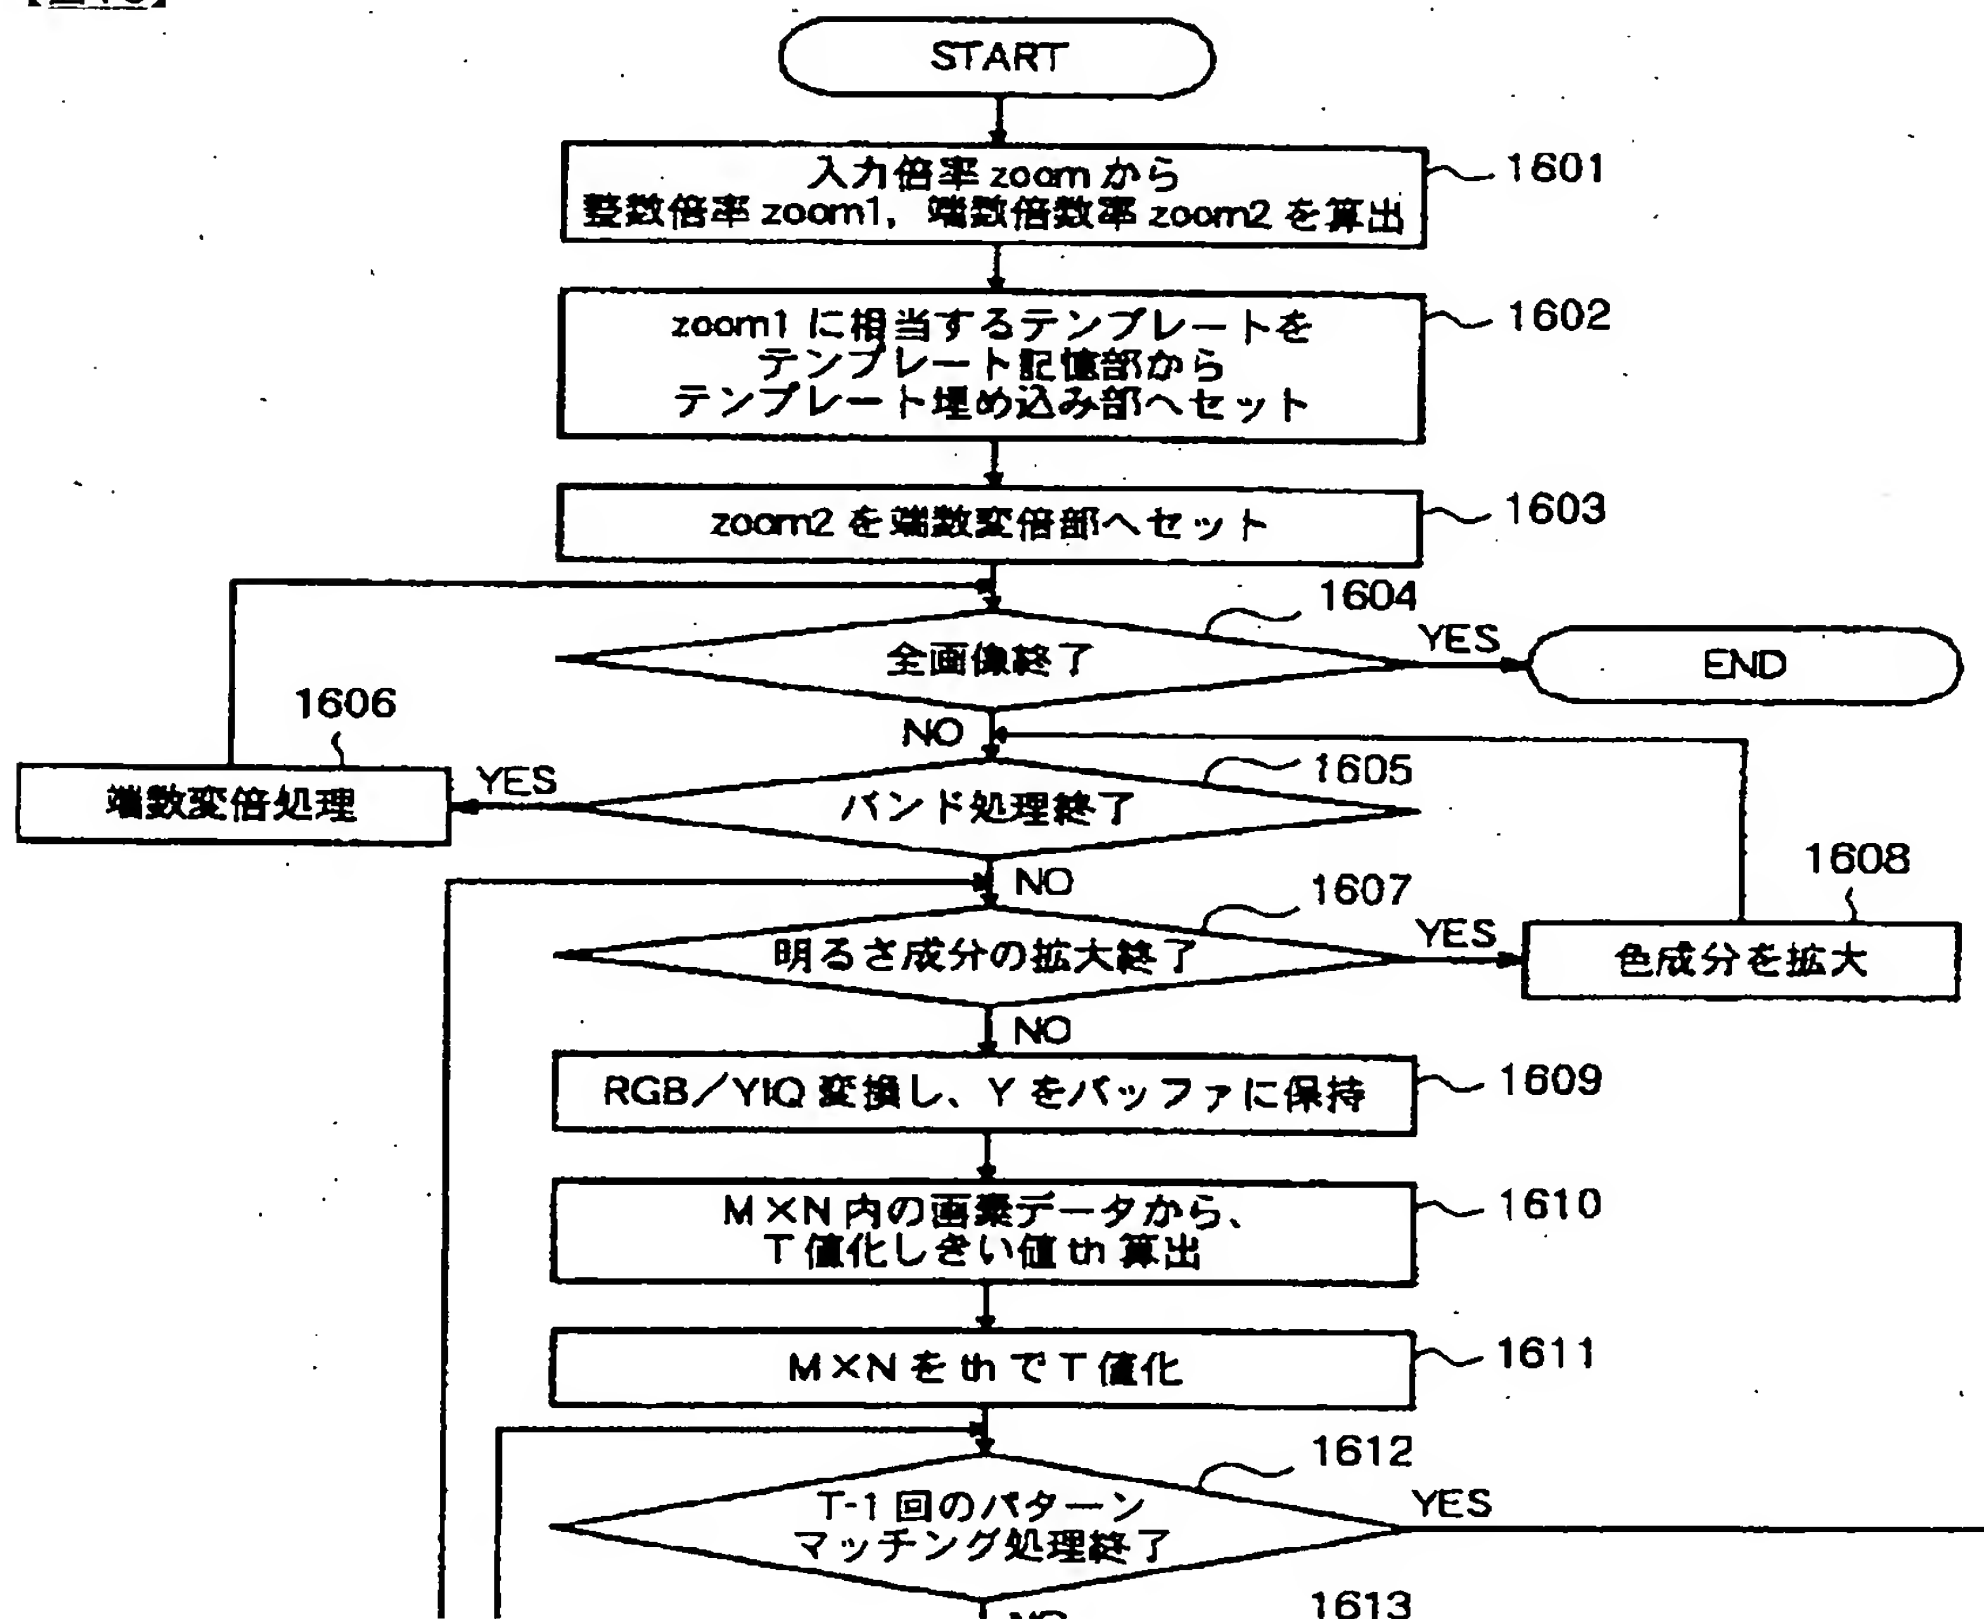 START
入力倍率 zoom から
整数倍率 zoom1, 端数倍数率 zoom2 を算出
1601
zoom1 に相当するテンプレートを
テンプレート記憶部から
テンプレート埋め込み部へセット
1602
zoom2 を端数変倍部へセット
1603
1604
全画像終了
YES
END
NO
1606
端数変倍処理
YES
1605
バンド処理終了
NO
1607
明るさ成分の拡大終了
YES
1608
色成分を拡大
NO
RGB/YIQ 変換し、Y をバッファに保持
1609
M×N 内の画素データから、
T 値化しきい値 th 算出
1610
M×N を th で T 値化
1611
1612
T-1 回のパターン
マッチング処理終了
YES
NO
1613